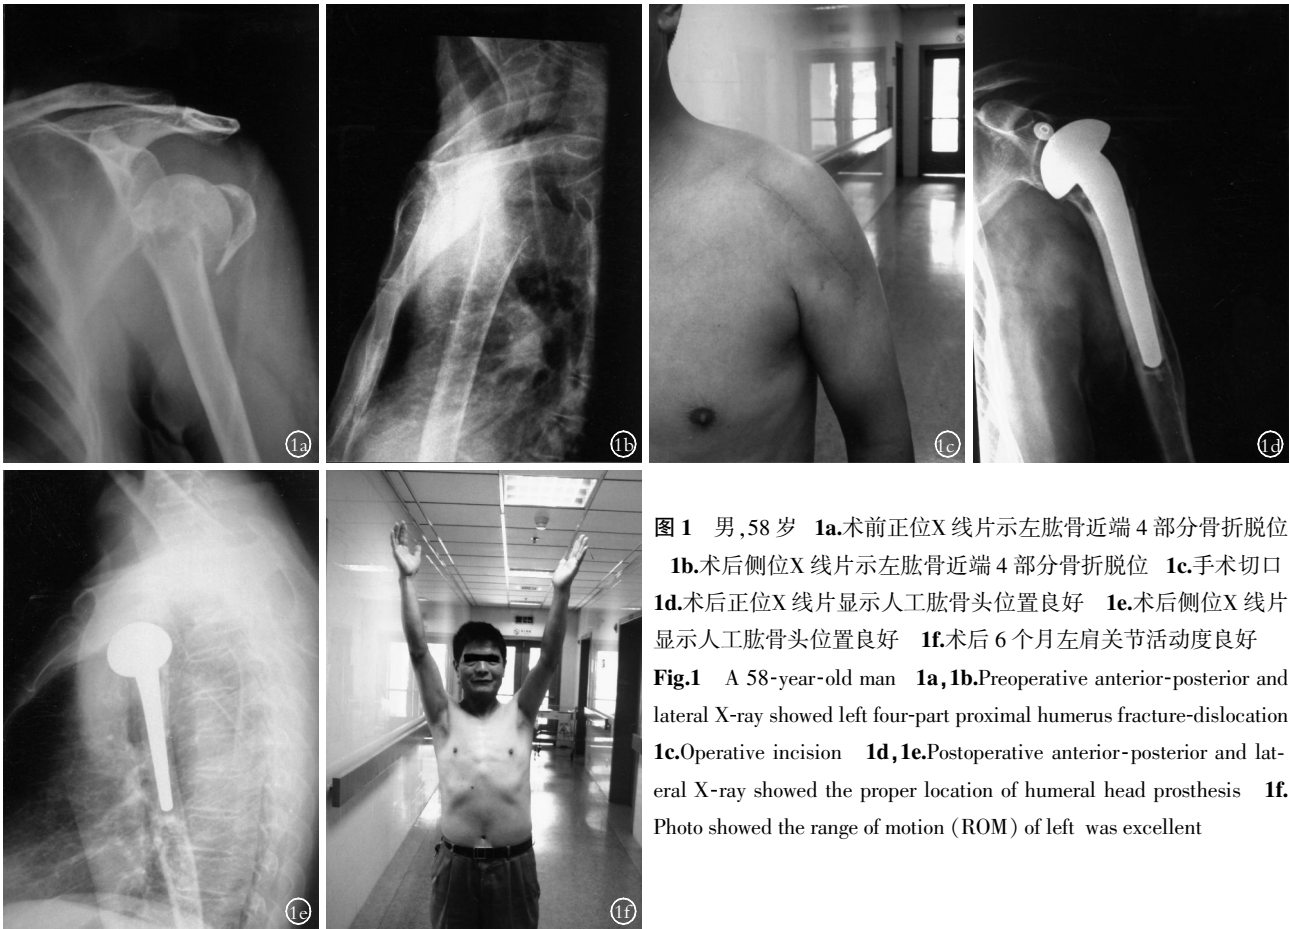 1a
1b
1c
1d
1e
1f
图 1 男,58 岁 1a.术前正位X 线片示左肱骨近端 4 部分骨折脱位
1b.术后侧位X 线片示左肱骨近端 4 部分骨折脱位 1c.手术切口
1d.术后正位X 线片显示人工肱骨头位置良好 1e.术后侧位X 线片
显示人工肱骨头位置良好 1f.术后 6 个月左肩关节活动度良好
Fig.1 A 58-year-old man 1a,1b.Preoperative anterior-posterior and
lateral X-ray showed left four-part proximal humerus fracture-dislocation
1c.Operative incision 1d,1e.Postoperative anterior-posterior and lat-
eral X-ray showed the proper location of humeral head prosthesis 1f.
Photo showed the range of motion (ROM) of left was excellent